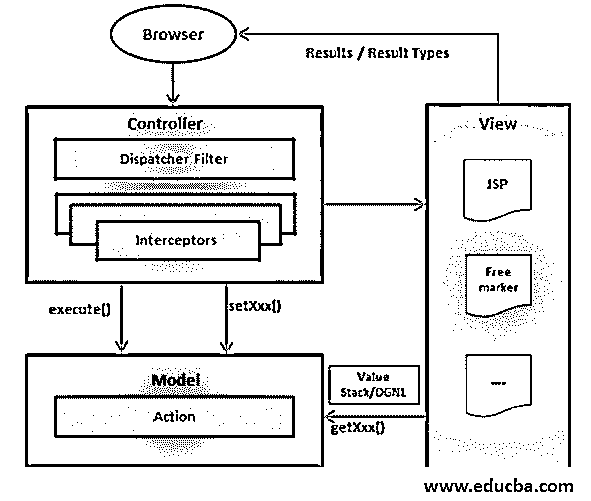 Browser
Results / Result Types
Controller
Dispatcher Filter
Interceptors
View
JSP
Free
marker
execute()
setXxx()
Model
Action
Value
Stack/OGNL
getXxx()
www.educba.com